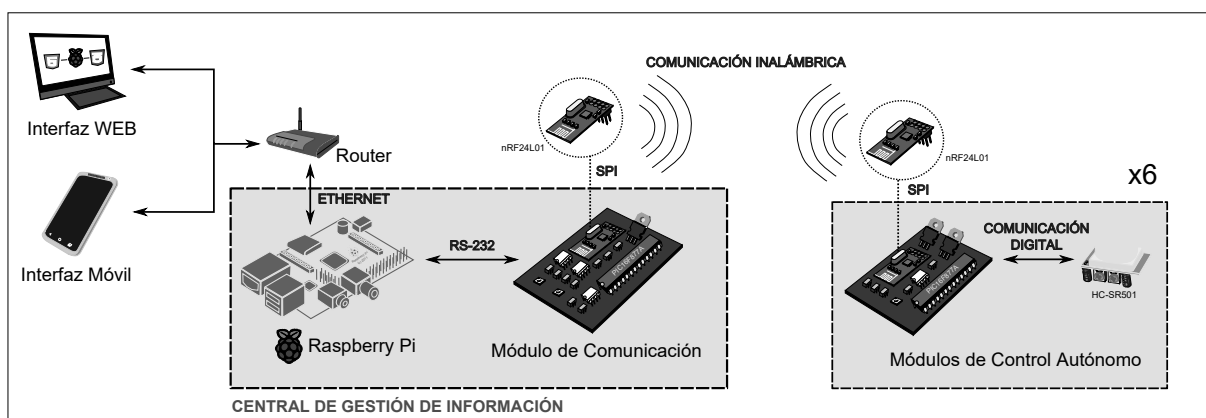 COMUNICACIÓN INALÁMBRICA
Interfaz WEB
Router
nRF24L01
nRF24L01
SPI
SPI
x6
ETHERNET
RS-232
COMUNICACIÓN
DIGITAL
Interfaz Móvil
HC-SR501
Raspberry Pi
Módulo de Comunicación
Módulos de Control Autónomo
CENTRAL DE GESTIÓN DE INFORMACIÓN